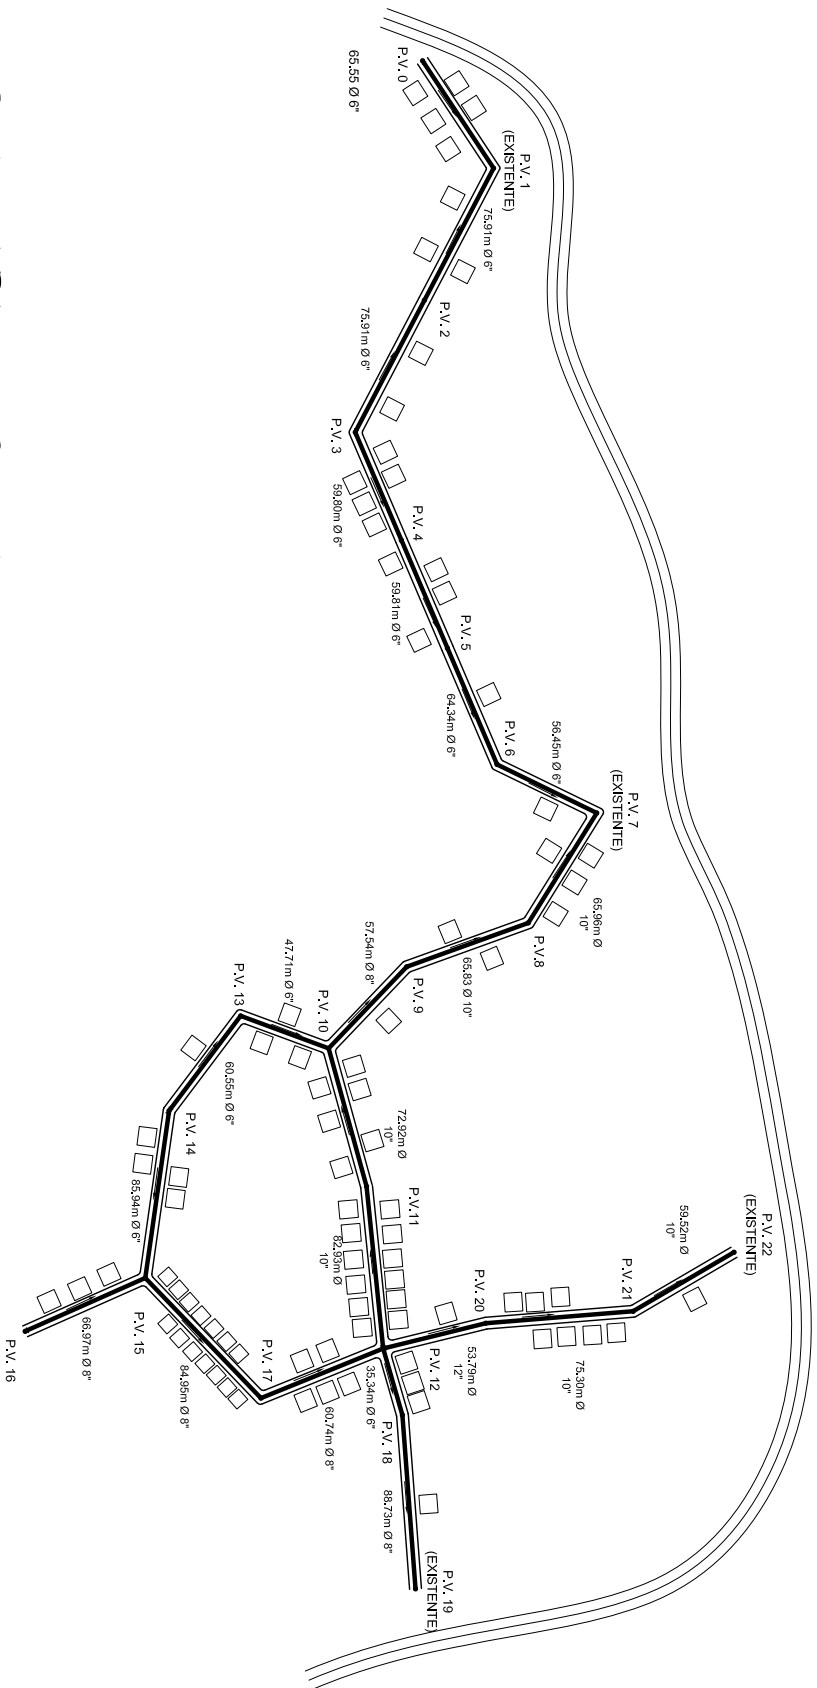 P.V. 0
65.55 Ø 6"
P.V. 1
(EXISTENTE)
75.91m Ø 6"
P.V. 2
75.91m Ø 6"
P.V. 3
59.80m Ø 6"
P.V. 4
59.81m Ø 6"
P.V. 5
64.34m Ø 6"
P.V. 6
56.45m Ø 6"
P.V. 7
(EXISTENTE)
65.96m Ø
10"
P.V.8
65.83 Ø 10"
P.V. 9
57.54m Ø 8"
P.V. 10
47.71m Ø 6"
P.V. 13
60.55m Ø 6"
P.V. 14
85.94m Ø 6"
72.92m Ø
10"
P.V.11
82.93m Ø
10"
P.V. 12
P.V. 15
66.97m Ø 8"
P.V. 16
84.95m Ø 8"
P.V. 17
60.74m Ø 8"
35.34m Ø 6"
P.V. 18
88.73m Ø 8"
P.V. 19
(EXISTENTE)
53.79m Ø
12"
P.V. 20
75.30m Ø
10"
P.V. 21
59.52m Ø
10"
P.V. 22
(EXISTENTE)